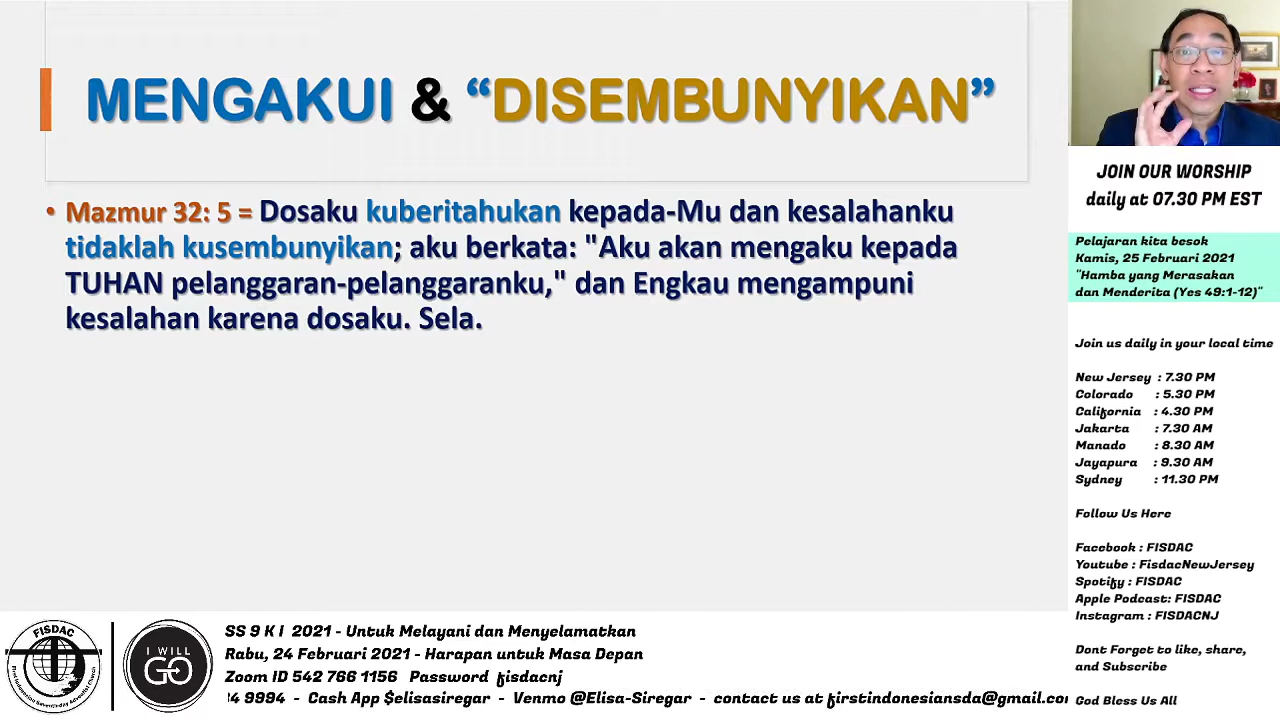 MENGAKUI & “DISEMBUNYIKAN”
• Mazmur 32: 5 = Dosaku kuberitahukan kepada-Mu dan kesalahanku
tidaklah kusembunyikan; aku berkata: "Aku akan mengaku kepada
TUHAN pelanggaran-pelanggaranku," dan Engkau mengampuni
kesalahan karena dosaku. Sela.
JOIN OUR WORSHIP
daily at 07.30 PM EST
Pelajaran kita besok
Kamis, 25 Februari 2021
"Hamba yang Merasakan
dan Menderita (Yes 49:1-12)"
Join us daily in your local time
New Jersey : 7.30 PM
Colorado : 5.30 PM
California : 4.30 PM
Jakarta : 7.30 AM
Manado : 8.30 AM
Jayapura : 9.30 AM
Sydney : 11.30 PM
Follow Us Here
Facebook : FISDAC
Youtube : FisdacNewJersey
Spotify : FISDAC
Apple Podcast: FISDAC
Instagram : FISDACNJ
Dont Forget to like, share,
and Subscribe
God Bless Us All
FISDAC
First Indonesian Seventh-day Adventist Church
I WILL
GO
SS 9 K I 2021 - Untuk Melayani dan Menyelamatkan
Rabu, 24 Februari 2021 - Harapan untuk Masa Depan
Zoom ID 542 766 1156 Password fisdacnj
14 9994 - Cash App $elisasiregar - Venmo @Elisa-Siregar - contact us at firstindonesiansda@gmail.com